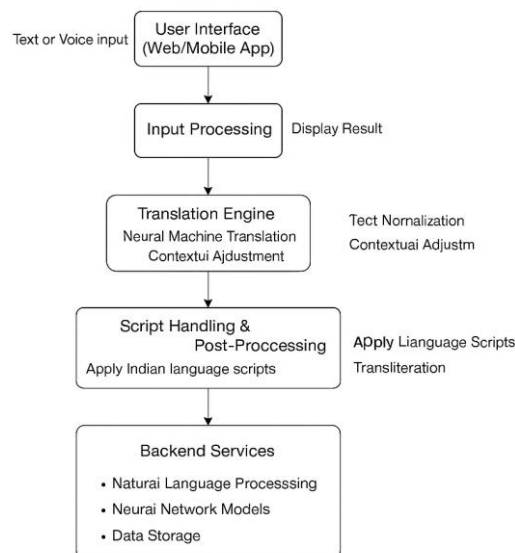 User Interface
(Web/Mobile App)
Text or Voice input
Input Processing
Display Result
Translation Engine
Neural Machine Translation
Contextui Ajdustment
Tect Nornalization
Contextuai Adjustm
Script Handling &
Post-Proccessing
Apply Indian language scripts
Apply Lianguage Scripts
Transliteration
Backend Services
• Naturai Language Processsing
• Neurai Network Models
• Data Storage